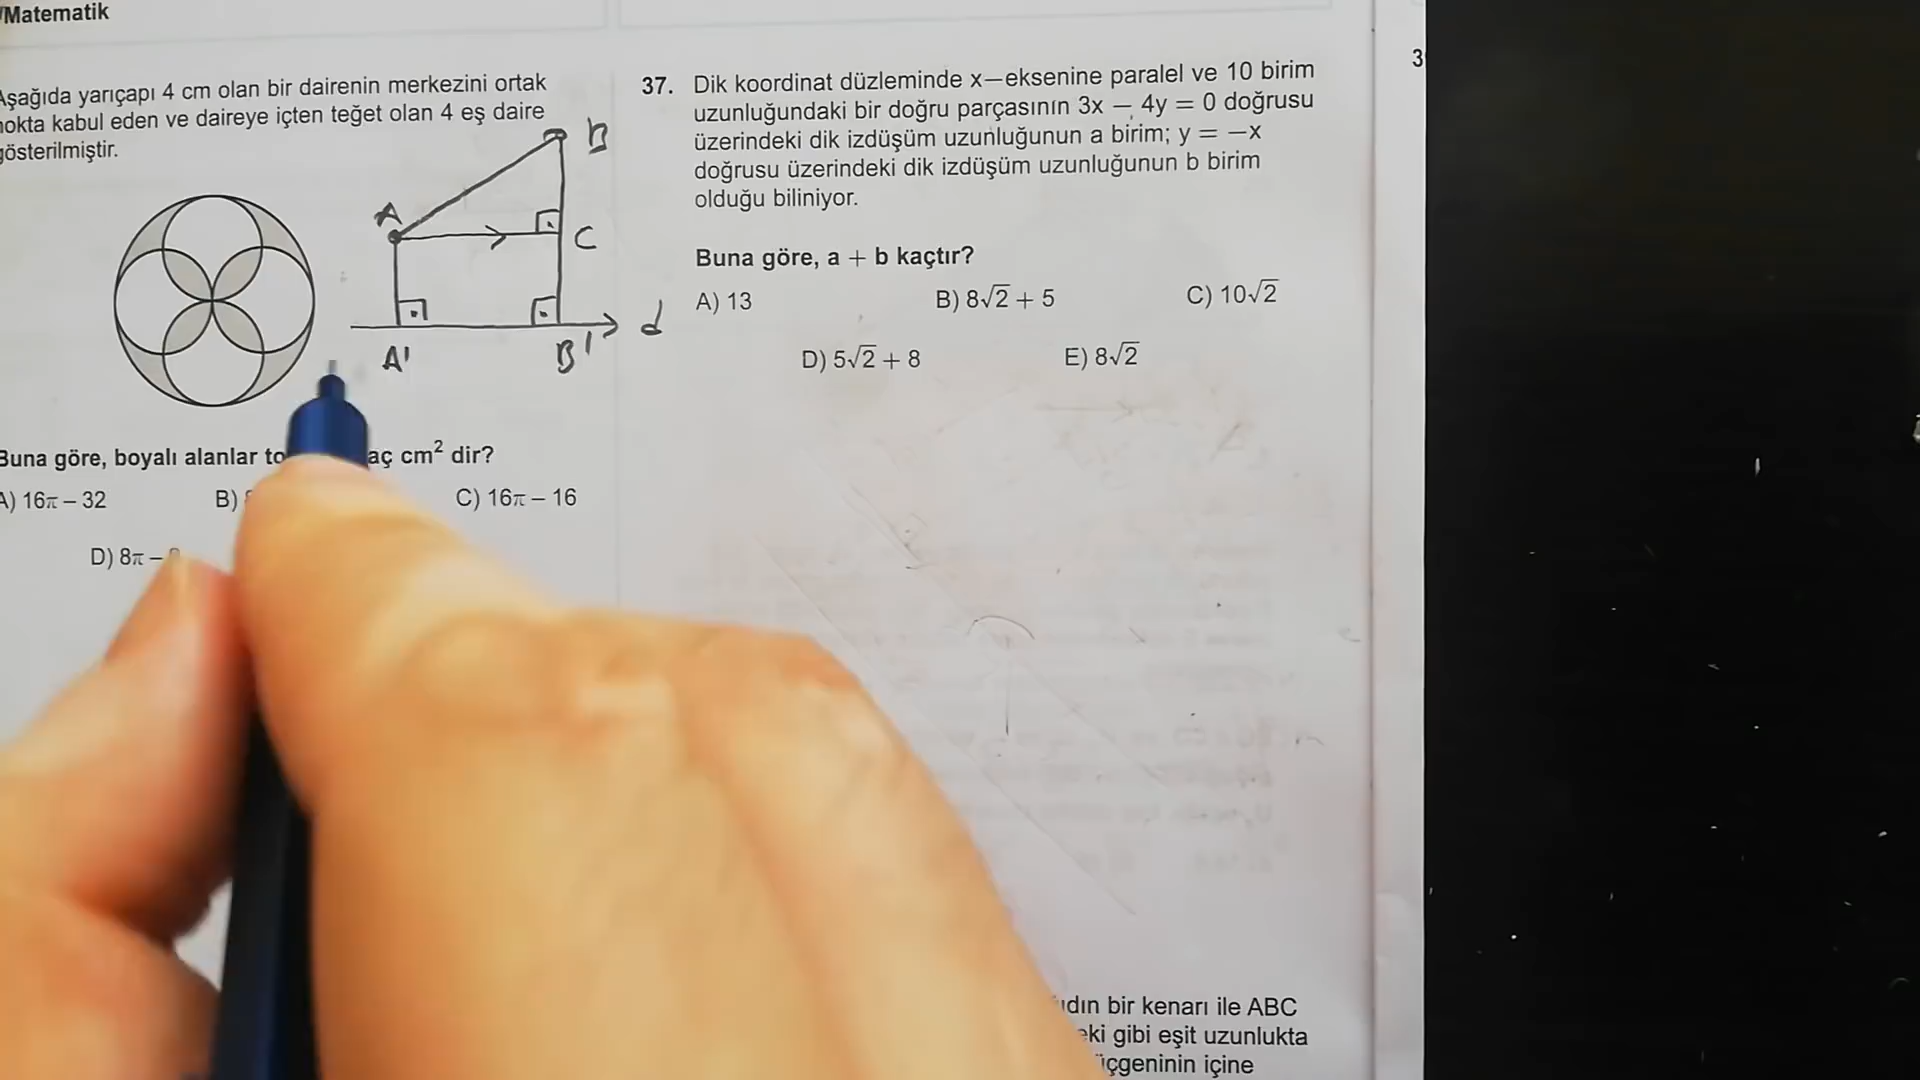 /Matematik
Aşağıda yarıçapı 4 cm olan bir dairenin merkezini ortak
nokta kabul eden ve daireye içten teğet olan 4 eş daire
gösterilmiştir.
B
A
C
d
A'
B'
Buna göre, boyalı alanlar to aç cm² dir?
A) 16π – 32
B)
C) 16π – 16
D) 8π –
37. Dik koordinat düzleminde x–eksenine paralel ve 10 birim
uzunluğundaki bir doğru parçasının 3x – 4y = 0 doğrusu
üzerindeki dik izdüşüm uzunluğunun a birim; y = –x
doğrusu üzerindeki dik izdüşüm uzunluğunun b birim
olduğu biliniyor.
Buna göre, a + b kaçtır?
A) 13
B) 8√2 + 5
C) 10√2
D) 5√2 + 8
E) 8√2
3
dın bir kenarı ile ABC
eki gibi eşit uzunlukta
üçgeninin içine